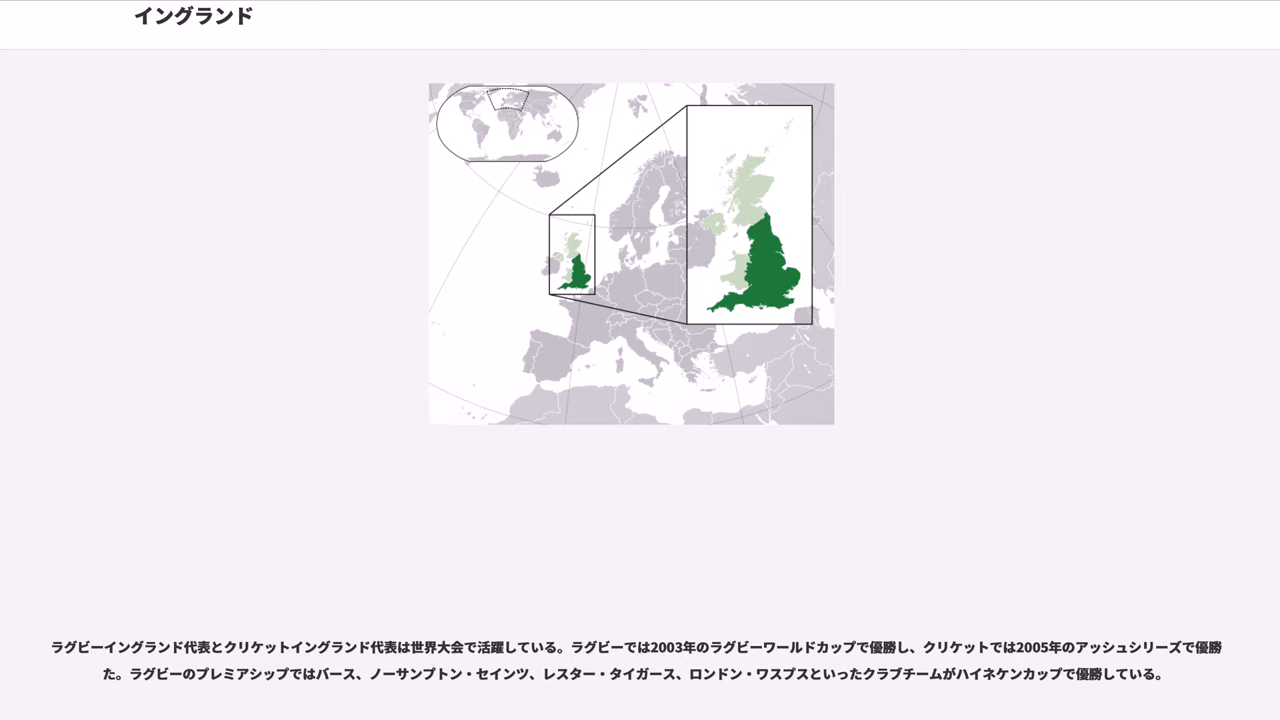 イングランド
ラグビーイングランド代表とクリケットイングランド代表は世界大会で活躍している。ラグビーでは2003年のラグビーワールドカップで優勝し、クリケットでは2005年のアッシュシリーズで優勝
た。ラグビーのプレミアシップではバース、ノーサンプトン・セインツ、レスター・タイガース、ロンドン・ワスプスといったクラブチームがハイネケンカップで優勝している。